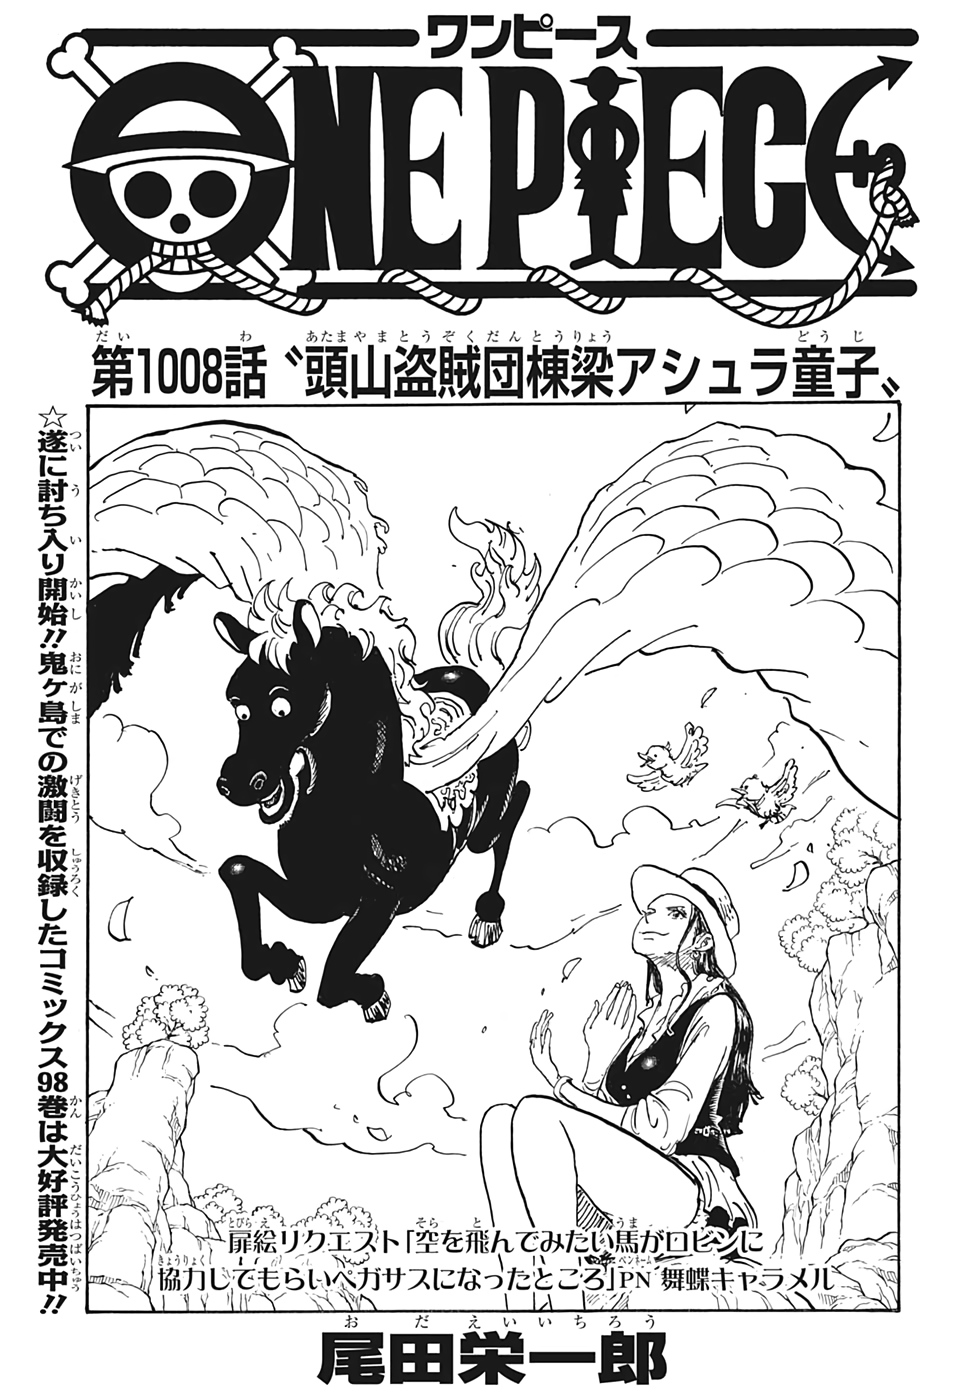 ワンピース
ONE PIECE
第1008話 〝頭山盗賊団棟梁アシュラ童子〟
☆遂に討ち入り開始!!鬼ヶ島での激闘を収録したコミックス98巻は大好評発売中!!
扉絵リクエスト「空を飛んでみたい馬がロビンに
協力してもらいペガサスになったところ」PN 舞蝶キャラメル
尾田栄一郎